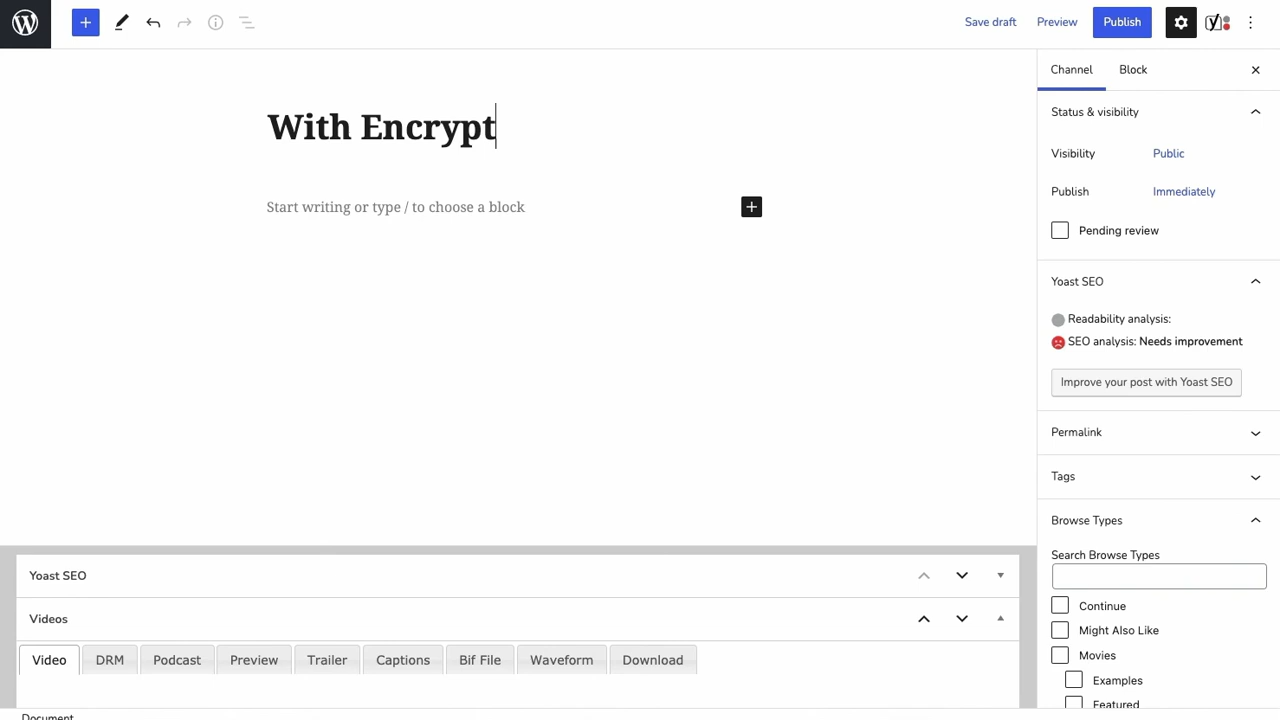 Save draft
Preview
Publish
With Encrypt
Start writing or type / to choose a block
Channel
Block
Status & visibility
Visibility
Public
Publish
Immediately
Pending review
Yoast SEO
Readability analysis:
SEO analysis: Needs improvement
Improve your post with Yoast SEO
Permalink
Tags
Browse Types
Search Browse Types
Continue
Might Also Like
Movies
Examples
Featured
Yoast SEO
Videos
Video
DRM
Podcast
Preview
Trailer
Captions
Bif File
Waveform
Download
Document